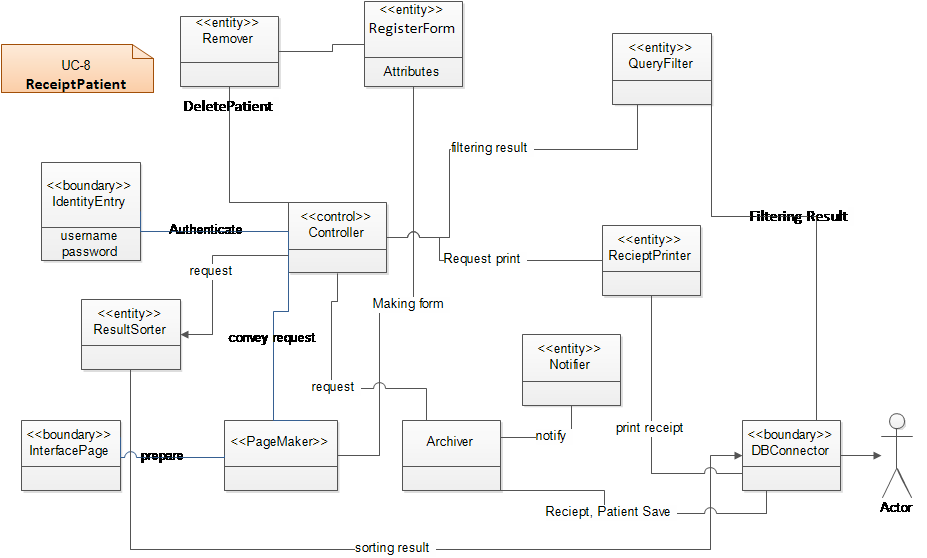 <<entity>>
Remover
<<entity>>
RegisterForm
Attributes
UC-8
ReceiptPatient
<<entity>>
QueryFilter
DeletePatient
filtering result
<<boundary>>
IdentityEntry
username
password
Authenticate
<<control>>
Controller
Filtering Result
<<entity>>
RecieptPrinter
Request print
request
Making form
<<entity>>
ResultSorter
convey request
<<entity>>
Notifier
request
<<boundary>>
InterfacePage
prepare
<<PageMaker>>
Archiver
notify
print receipt
<<boundary>>
DBConnector
Actor
Reciept, Patient Save
sorting result